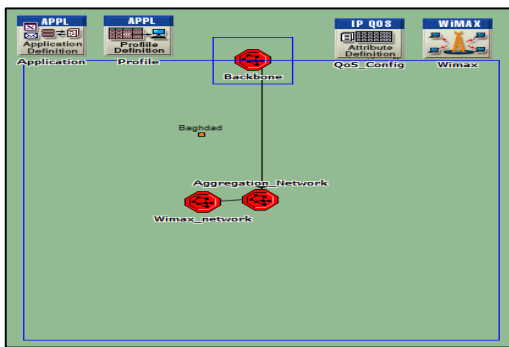 APPL
Application
Definition
Application
APPL
Profile
Definition
Profile
Backbone
IP QOS
Attribute
Definition
QoS_Config
WiMAX
Wimax
Baghdad
Aggregation_Network
Wimax_network